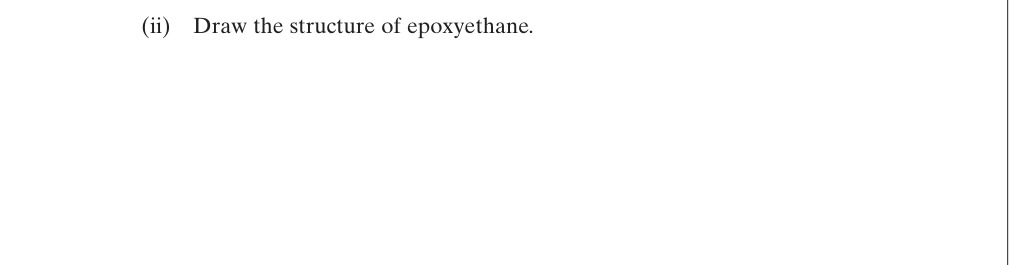 (ii) Draw the structure of epoxyethane.